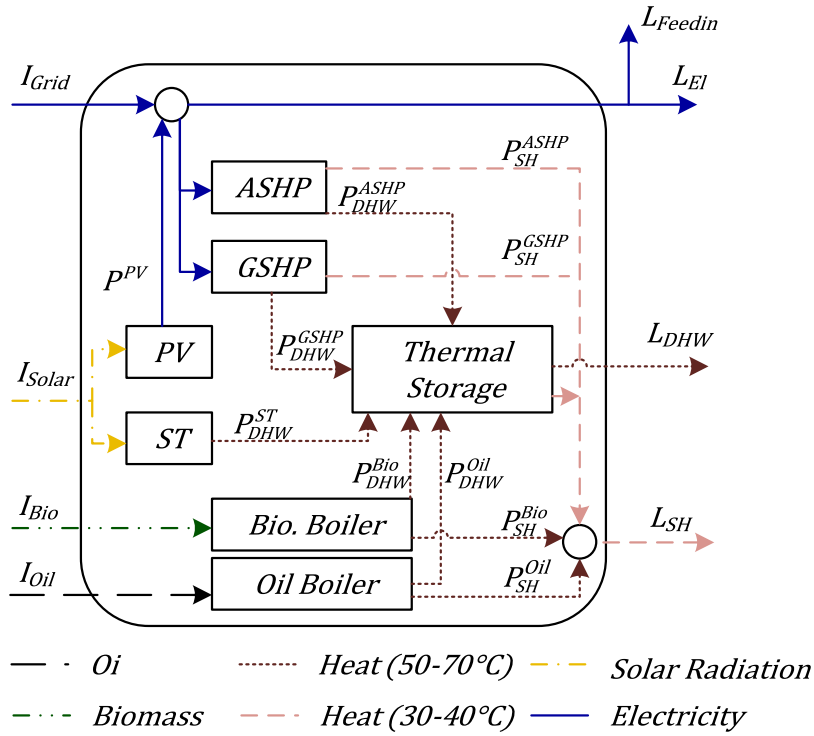 L_Feedin
I_Grid
L_El
P_SH^ASHP
ASHP
P_DHW^ASHP
P_SH^GSHP
GSHP
P^PV
P_DHW^GSHP
L_DHW
PV
Thermal
Storage
I_Solar
P_DHW^ST
ST
P_DHW^Bio
P_DHW^Oil
I_Bio
Bio. Boiler
P_SH^Bio
L_SH
I_Oil
Oil Boiler
P_SH^Oil
Oi
Heat (50-70°C)
Solar Radiation
Biomass
Heat (30-40°C)
Electricity